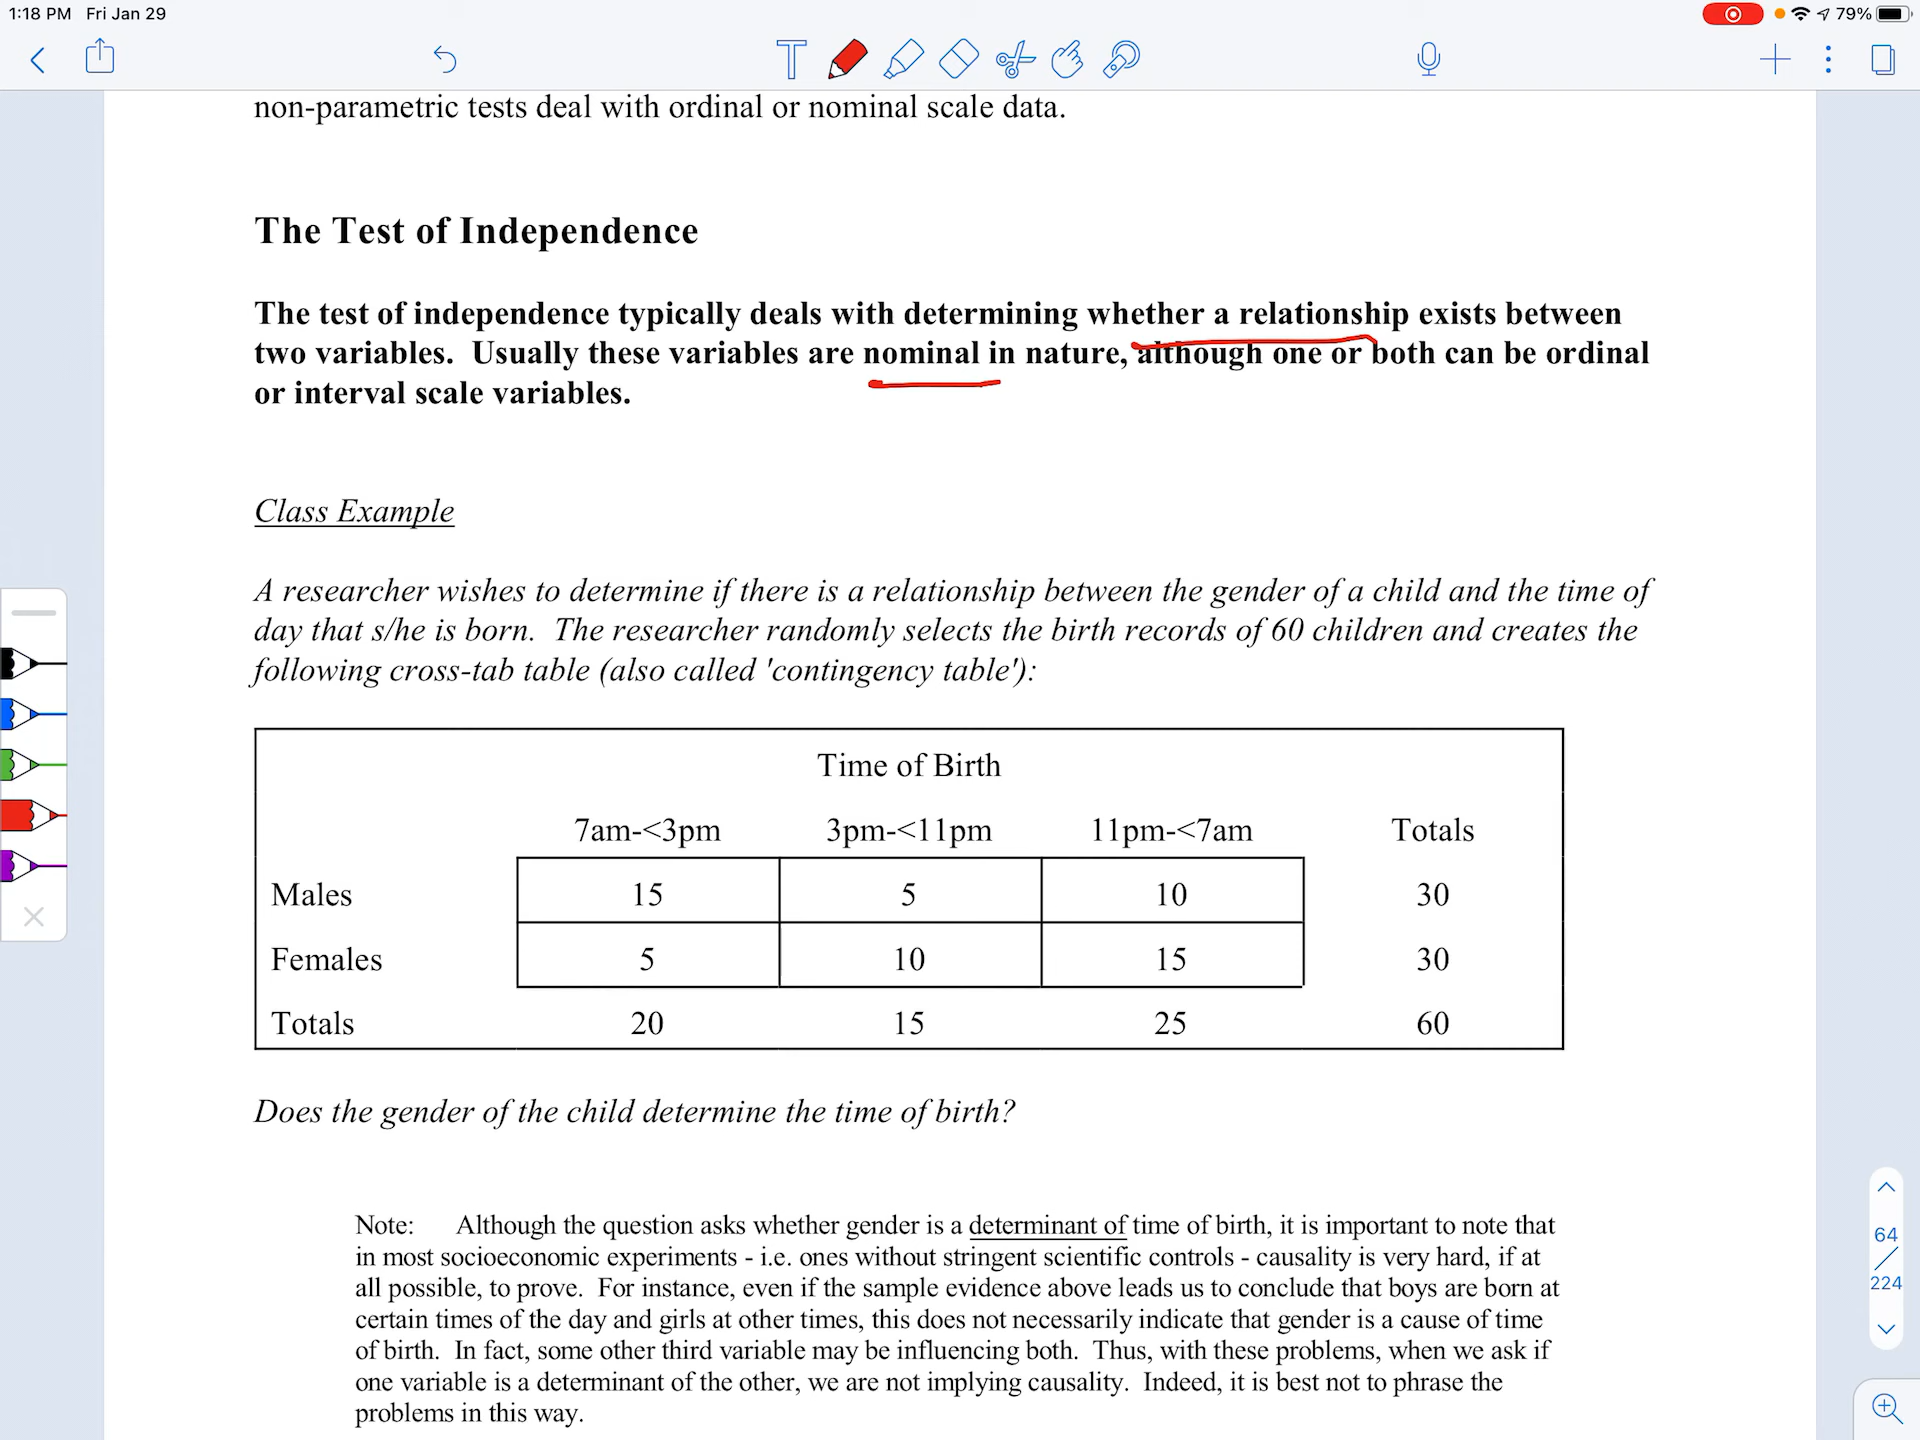 1:18 PM Fri Jan 29
79%
T
non-parametric tests deal with ordinal or nominal scale data.
The Test of Independence
The test of independence typically deals with determining whether a relationship exists between
two variables. Usually these variables are nominal in nature, although one or both can be ordinal
or interval scale variables.
Class Example
A researcher wishes to determine if there is a relationship between the gender of a child and the time of
day that s/he is born. The researcher randomly selects the birth records of 60 children and creates the
following cross-tab table (also called 'contingency table'):
Time of Birth
7am-<3pm 3pm-<11pm 11pm-<7am Totals
Males 15 5 10 30
Females 5 10 15 30
Totals 20 15 25 60
Does the gender of the child determine the time of birth?
Note: Although the question asks whether gender is a determinant of time of birth, it is important to note that
in most socioeconomic experiments - i.e. ones without stringent scientific controls - causality is very hard, if at
all possible, to prove. For instance, even if the sample evidence above leads us to conclude that boys are born at
certain times of the day and girls at other times, this does not necessarily indicate that gender is a cause of time
of birth. In fact, some other third variable may be influencing both. Thus, with these problems, when we ask if
one variable is a determinant of the other, we are not implying causality. Indeed, it is best not to phrase the
problems in this way.
64
/
224